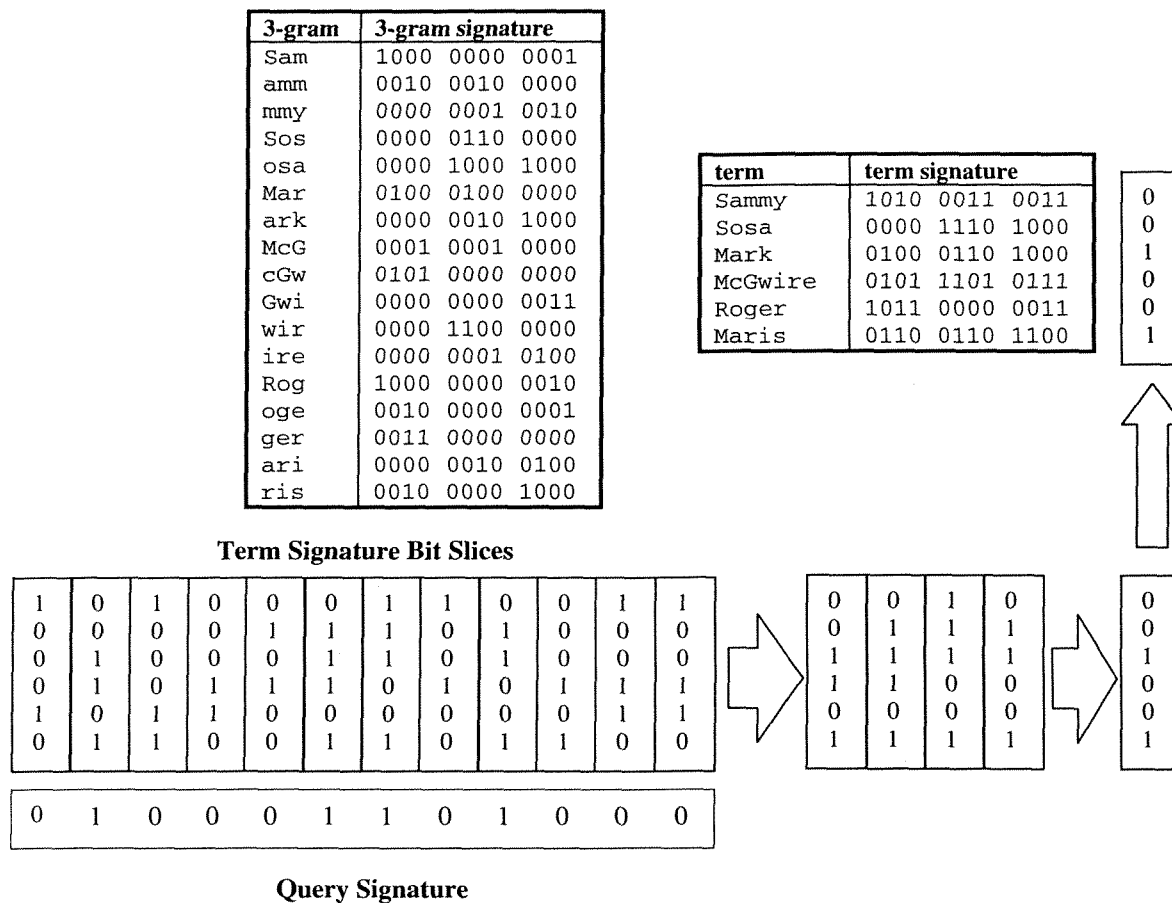 3-gram 3-gram signature
Sam 1000 0000 0001
amm 0010 0010 0000
mmy 0000 0001 0010
Sos 0000 0110 0000
osa 0000 1000 1000
Mar 0100 0100 0000
ark 0000 0010 1000
McG 0001 0001 0000
cGw 0101 0000 0000
Gwi 0000 0000 0011
wir 0000 1100 0000
ire 0000 0001 0100
Rog 1000 0000 0010
oge 0010 0000 0001
ger 0011 0000 0000
ari 0000 0010 0100
ris 0010 0000 1000
term term signature
Sammy 1010 0011 0011 0
Sosa 0000 1110 1000 0
Mark 0100 0110 1000 1
McGwire 0101 1101 0111 0
Roger 1011 0000 0011 0
Maris 0110 0110 1100 1
Term Signature Bit Slices
1 0 1 0 0 0 1 1 0 0 1 1 0 0 1 0 0
0 0 0 0 1 1 1 0 1 0 0 0 0 1 1 1 0
0 1 0 0 0 1 1 0 1 0 0 0 1 1 1 1 1
0 1 0 1 1 1 0 1 0 1 1 1 1 1 0 0 0
1 0 1 1 0 0 0 0 0 0 1 1 0 0 0 0 0
0 1 1 0 0 1 1 0 1 1 0 0 1 1 1 1 1
0 1 0 0 0 1 1 0 1 0 0 0
Query Signature